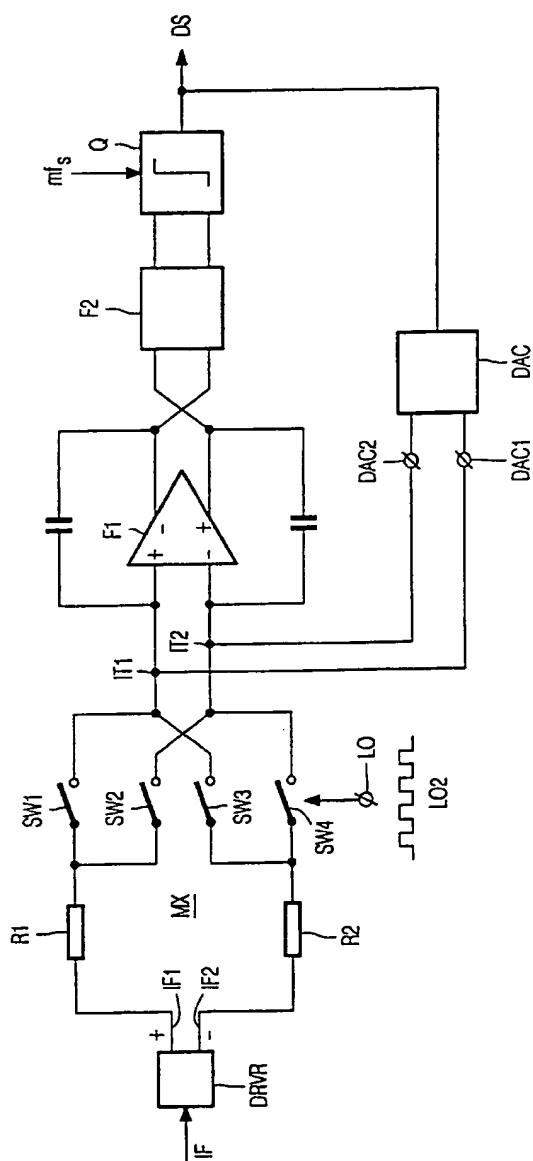 IF
DRVR
+
-
IF1
IF2
R1
R2
MX
SW1
SW2
SW3
SW4
LO
LO2
IT1
IT2
+
-
-
+
F1
F2
mfs
Q
DS
DAC2
DAC1
DAC